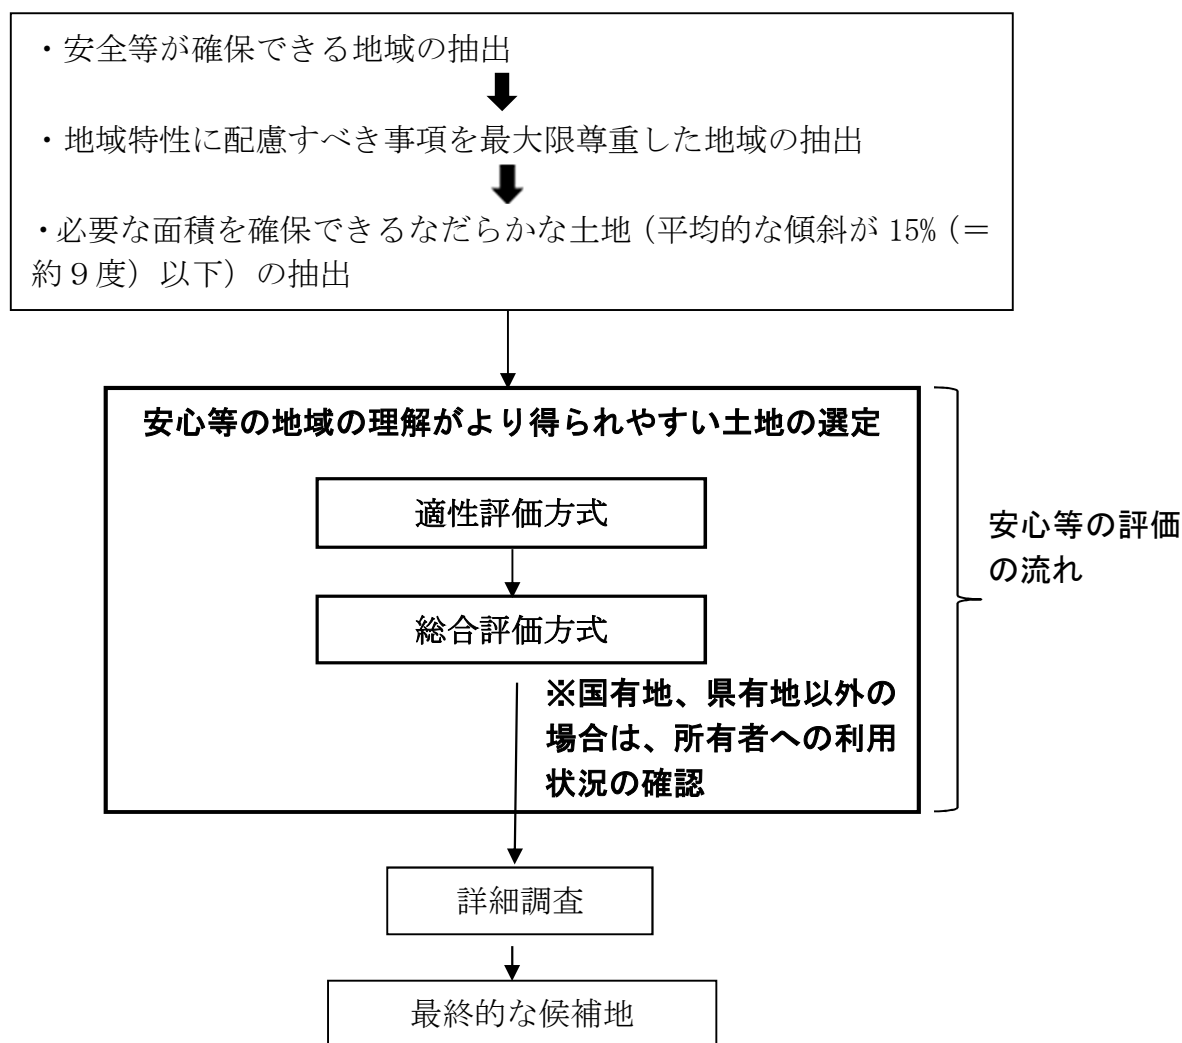 ・安全等が確保できる地域の抽出
・地域特性に配慮すべき事項を最大限尊重した地域の抽出
・必要な面積を確保できるなだらかな土地（平均的な傾斜が 15%（＝
約９度）以下）の抽出
安心等の地域の理解がより得られやすい土地の選定
適性評価方式
総合評価方式
※国有地、県有地以外の
場合は、所有者への利用
状況の確認
安心等の評価
の流れ
詳細調査
最終的な候補地